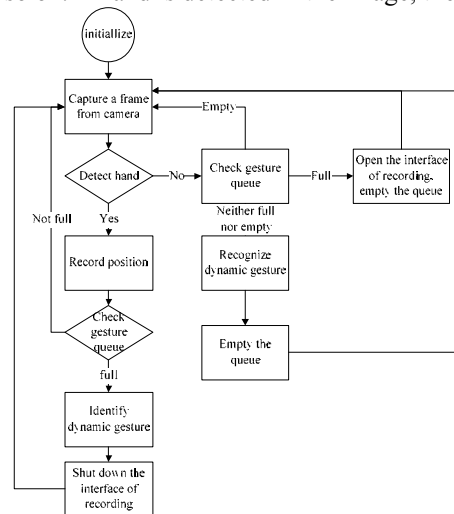 initiallize
Capture a frame
from camera
Empty
Detect hand
No
Check gesture
queue
Full
Open the interface
of recording,
empty the queue
Not full
Yes
Neither full
nor empty
Record position
Recognize
dynamic gesture
Check
gesture
queue
Empty the
queue
full
Identify
dynamic gesture
Shut down the
interface of
recording